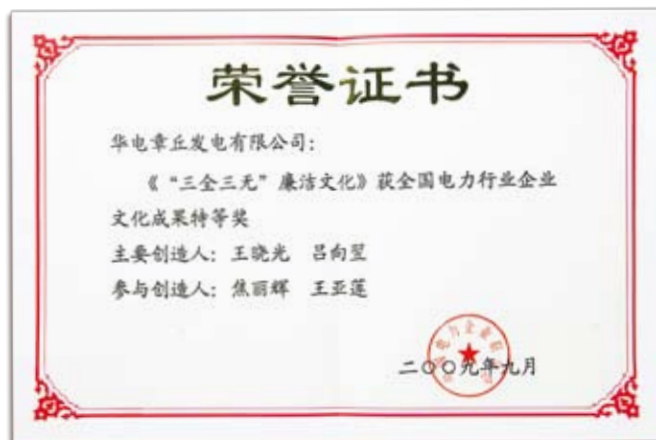 荣誉证书
华电章丘发电有限公司：
《“三全三无”廉洁文化》获全国电力行业企业
文化成果特等奖
主要创造人：王晓光　吕向翌
参与创造人：焦丽辉　王亚莲
二〇〇九年九月